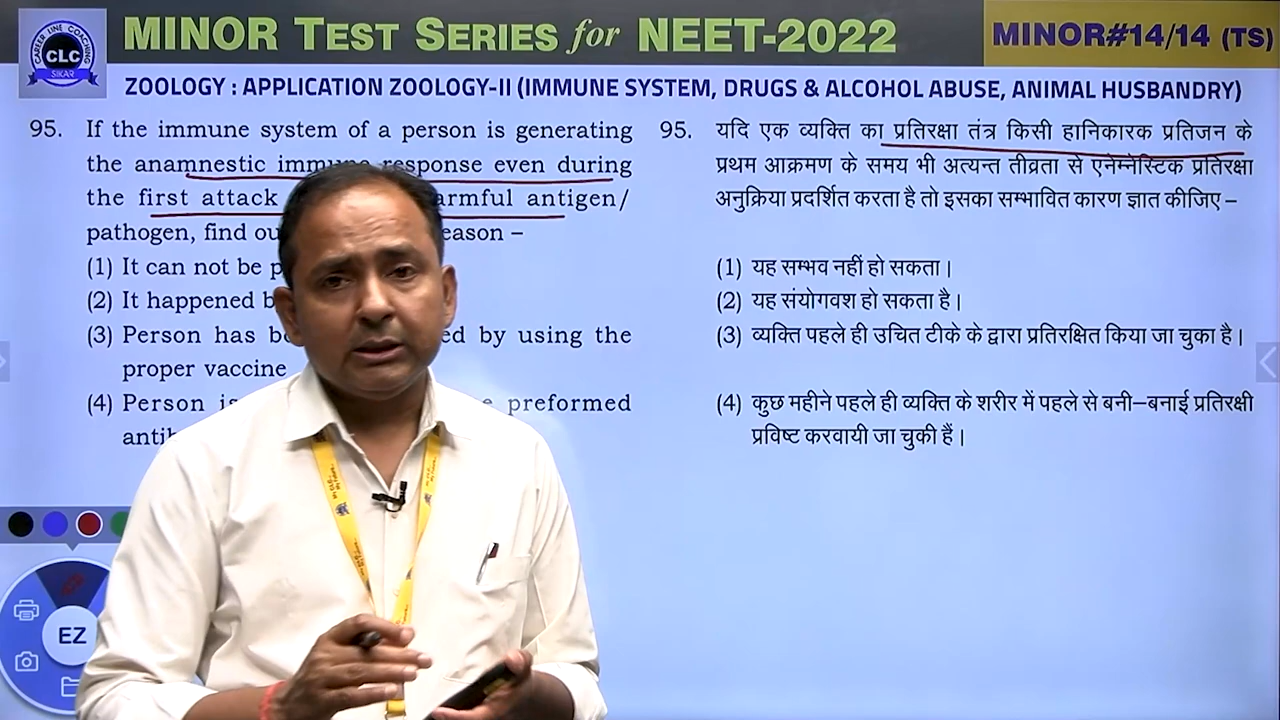 CAREER LINE COACHING
CLC
SIKAR
MINOR TEST SERIES for NEET-2022
MINOR#14/14 (TS)
ZOOLOGY : APPLICATION ZOOLOGY-II (IMMUNE SYSTEM, DRUGS & ALCOHOL ABUSE, ANIMAL HUSBANDRY)
95. If the immune system of a person is generating
the anamnestic immune response even during
the first attack armful antigen/
pathogen, find eason –
(1) It can not be
(2) It happened
(3) Person has ed by using the
proper vaccine
(4) Person is preformed
95. यदि एक व्यक्ति का प्रतिरक्षा तंत्र किसी हानिकारक प्रतिजन के
प्रथम आक्रमण के समय भी अत्यन्त तीव्रता से एनेम्नेस्टिक प्रतिरक्षा
अनुक्रिया प्रदर्शित करता है तो इसका सम्भावित कारण ज्ञात कीजिए –
(1) यह सम्भव नहीं हो सकता।
(2) यह संयोगवश हो सकता है।
(3) व्यक्ति पहले ही उचित टीके के द्वारा प्रतिरक्षित किया जा चुका है।
(4) कुछ महीने पहले ही व्यक्ति के शरीर में पहले से बनी–बनाई प्रतिरक्षी
प्रविष्ट करवायी जा चुकी हैं।
EZ